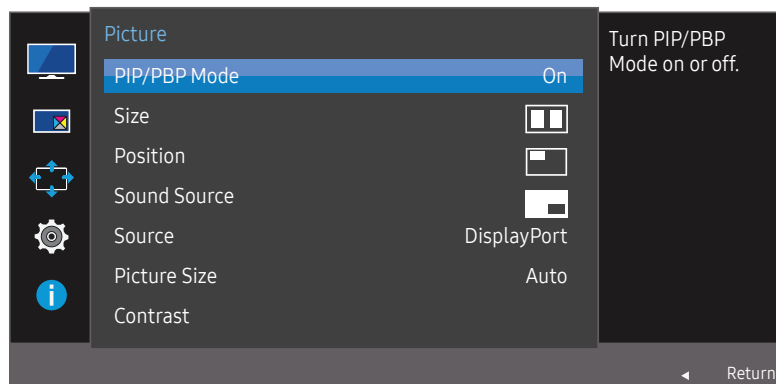 Picture
PIP/PBP Mode On
Size
Position
Sound Source
Source DisplayPort
Picture Size Auto
Contrast
Turn PIP/PBP
Mode on or off.
Return